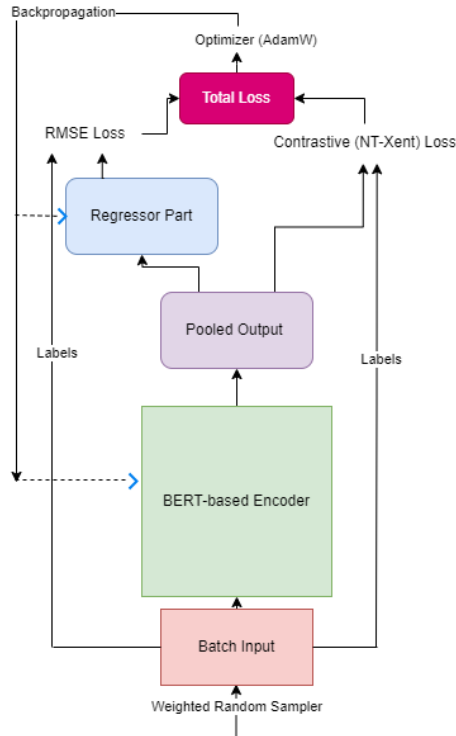 Backpropagation
Optimizer (AdamW)
Total Loss
RMSE Loss
Contrastive (NT-Xent) Loss
Regressor Part
Pooled Output
Labels
Labels
BERT-based Encoder
Batch Input
Weighted Random Sampler